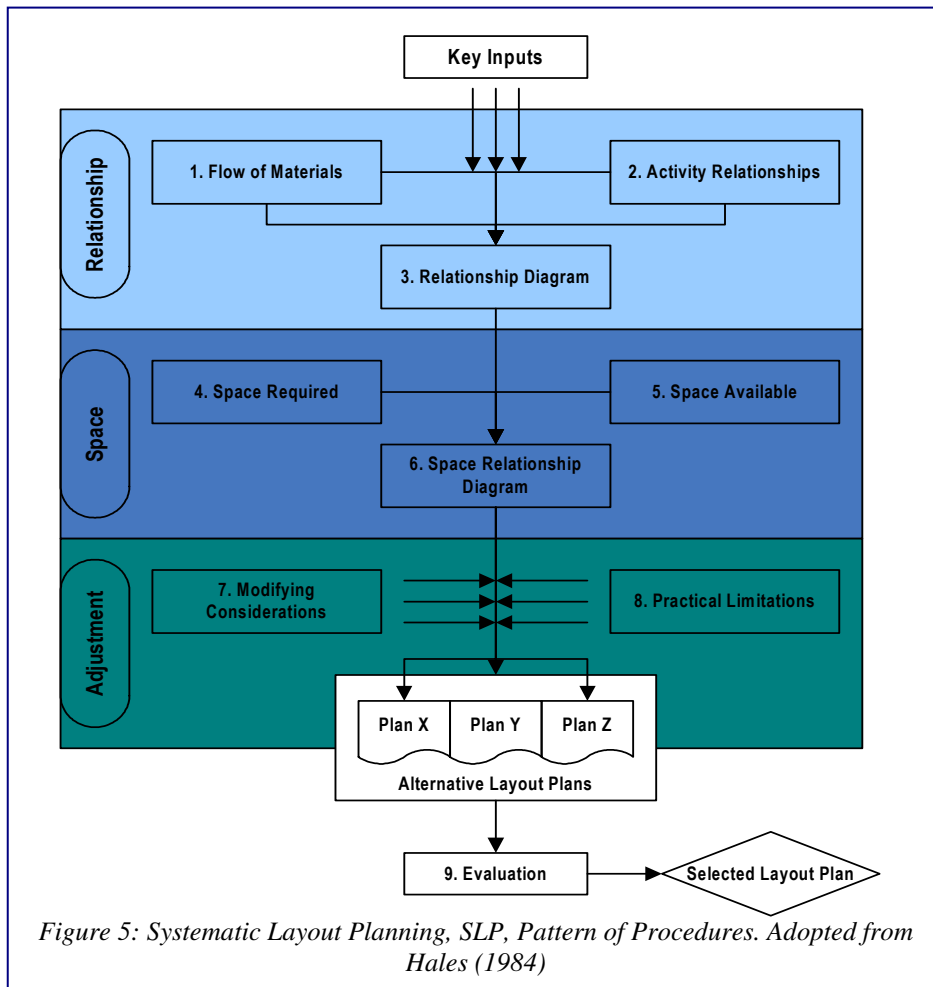 Key Inputs
Relationship
1. Flow of Materials
2. Activity Relationships
3. Relationship Diagram
Space
4. Space Required
5. Space Available
6. Space Relationship
Diagram
Adjustment
7. Modifying
Considerations
8. Practical Limitations
Plan X
Plan Y
Plan Z
Alternative Layout Plans
9. Evaluation
Selected Layout Plan
Figure 5: Systematic Layout Planning, SLP, Pattern of Procedures. Adopted from
Hales (1984)